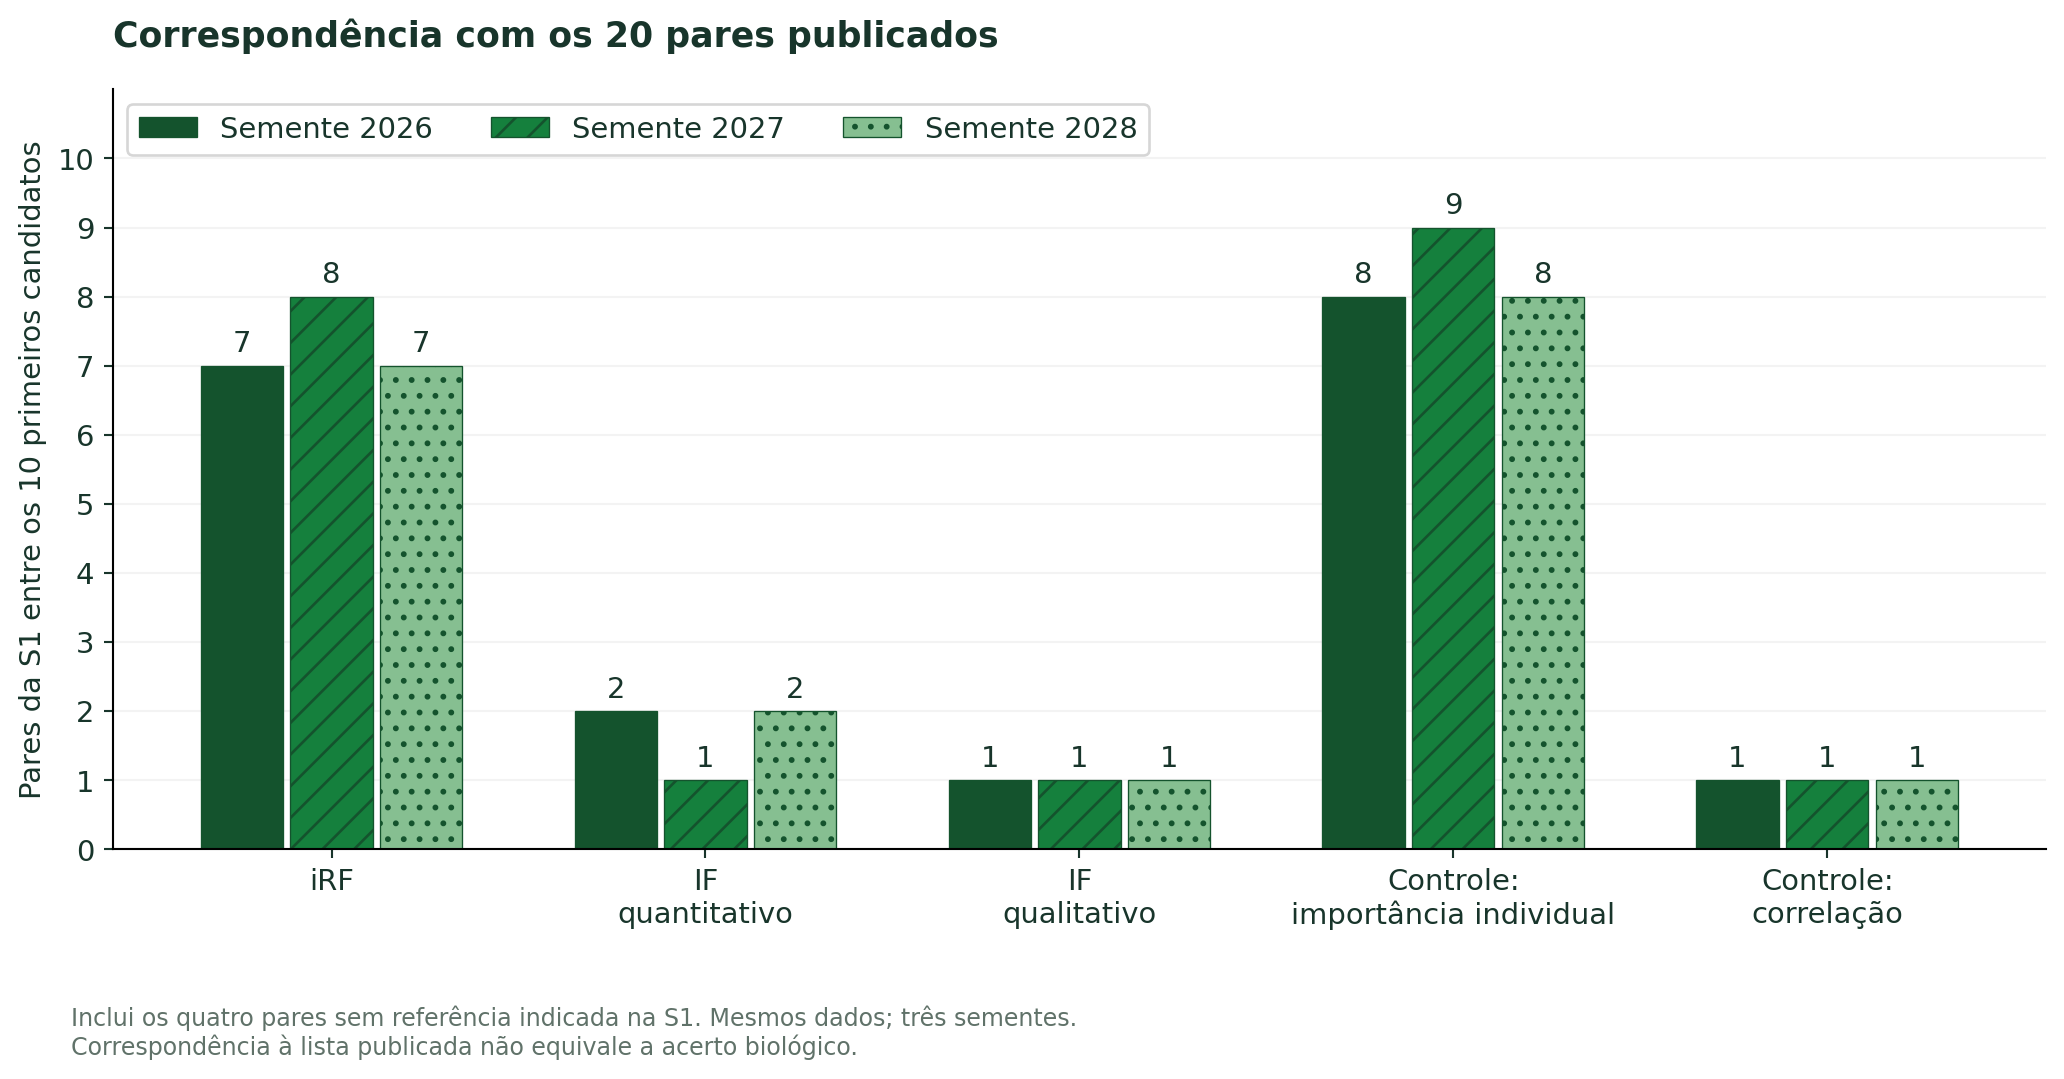 Correspondência com os 20 pares publicados
Semente 2026 Semente 2027 Semente 2028
Pares da S1 entre os 10 primeiros candidatos
10
9
8
7
6
5
4
3
2
1
0
7 8 7
2 1 2
1 1 1
8 9 8
1 1 1
iRF
IF
quantitativo
IF
qualitativo
Controle:
importância individual
Controle:
correlação
Inclui os quatro pares sem referência indicada na S1. Mesmos dados; três sementes.
Correspondência à lista publicada não equivale a acerto biológico.